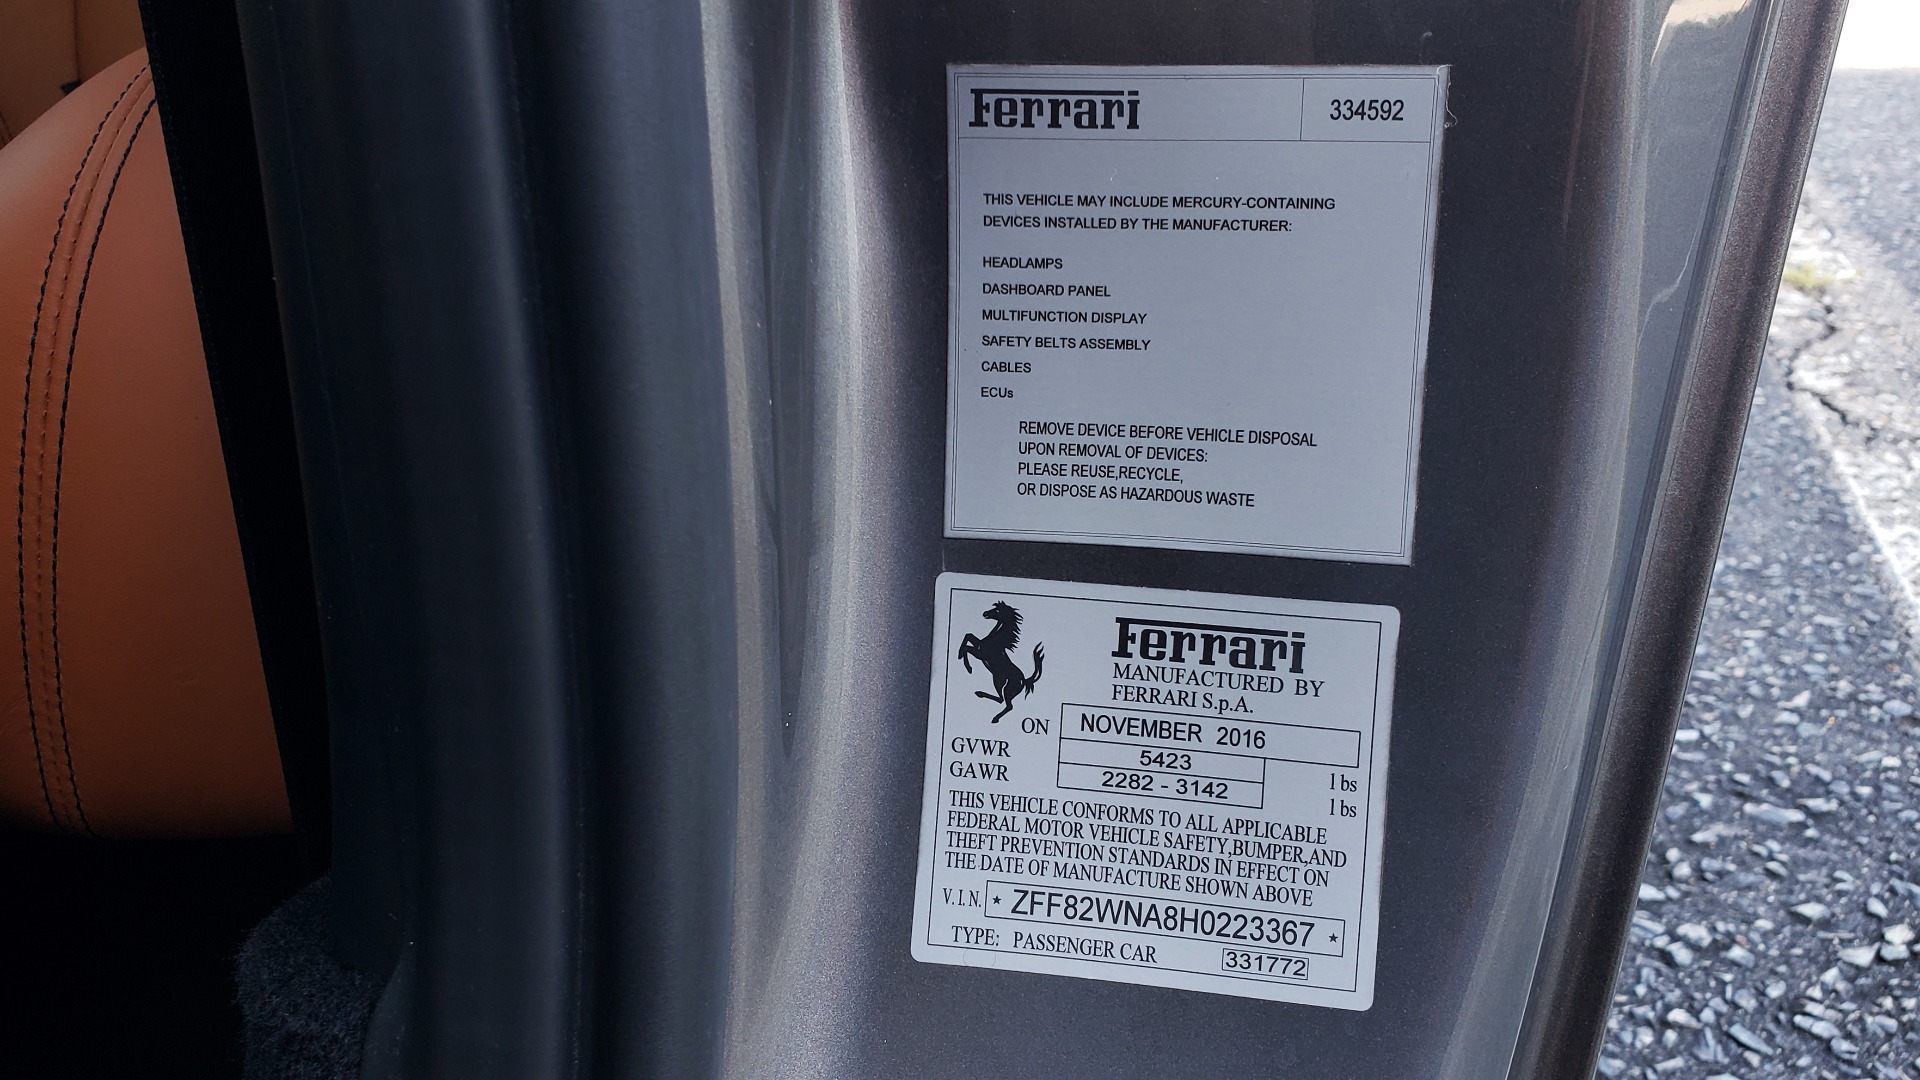 Ferrari 334592
THIS VEHICLE MAY INCLUDE MERCURY-CONTAINING
DEVICES INSTALLED BY THE MANUFACTURER:
HEADLAMPS
DASHBOARD PANEL
MULTIFUNCTION DISPLAY
SAFETY BELTS ASSEMBLY
CABLES
ECUs
REMOVE DEVICE BEFORE VEHICLE DISPOSAL
UPON REMOVAL OF DEVICES:
PLEASE REUSE,RECYCLE,
OR DISPOSE AS HAZARDOUS WASTE
Ferrari
MANUFACTURED BY
FERRARI S.p.A.
ON NOVEMBER 2016
GVWR 5423 lbs
GAWR 2282 - 3142 lbs
THIS VEHICLE CONFORMS TO ALL APPLICABLE
FEDERAL MOTOR VEHICLE SAFETY,BUMPER,AND
THEFT PREVENTION STANDARDS IN EFFECT ON
THE DATE OF MANUFACTURE SHOWN ABOVE
V.I.N. ★ ZFF82WNA8H0223367 ★
TYPE: PASSENGER CAR 331772